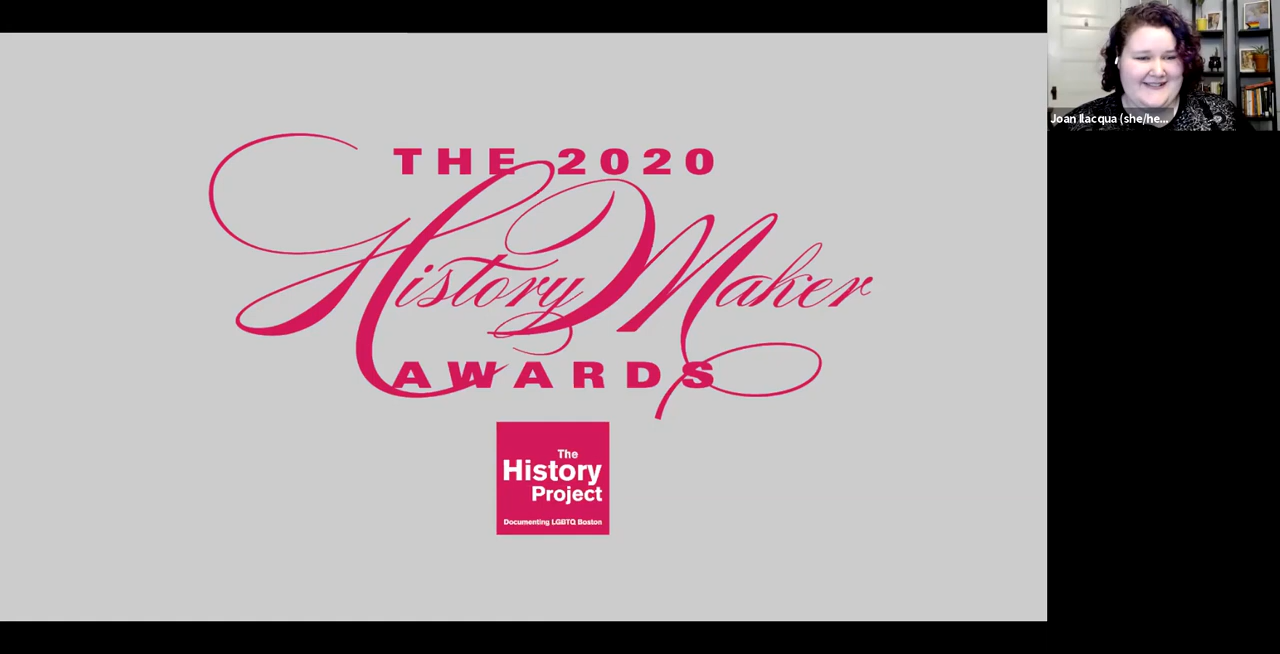 THE 2020
History Maker
AWARDS
The
History
Project
Documenting LGBTQ Boston
Joan Ilacqua (she/he...